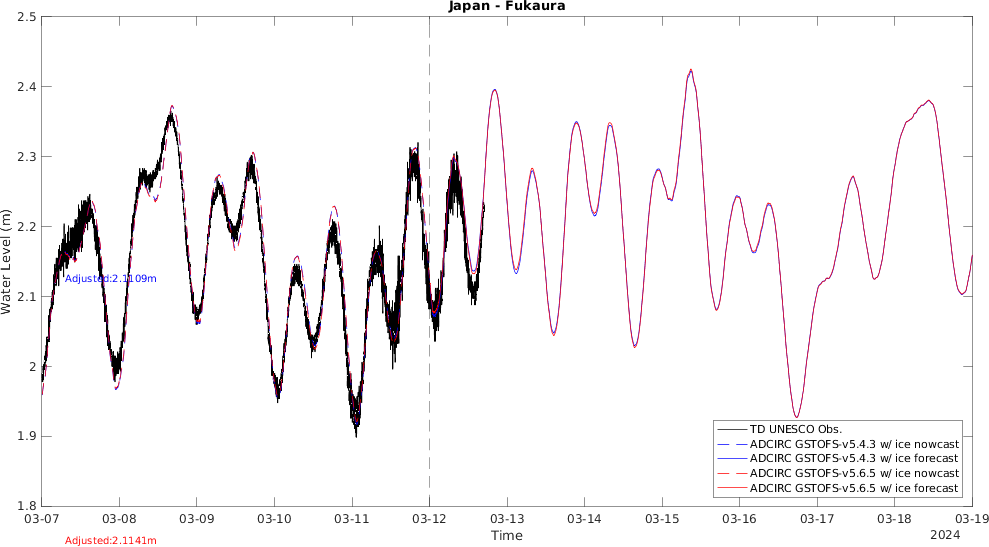 Japan - Fukaura
2.5
2.4
2.3
2.2
2.1
2
1.9
1.8
Water Level (m)
Adjusted:2.1109m
TD UNESCO Obs.
ADCIRC GSTOFS-v5.4.3 w/ ice nowcast
ADCIRC GSTOFS-v5.4.3 w/ ice forecast
ADCIRC GSTOFS-v5.6.5 w/ ice nowcast
ADCIRC GSTOFS-v5.6.5 w/ ice forecast
03-07 03-08 03-09 03-10 03-11 03-12 03-13 03-14 03-15 03-16 03-17 03-18 03-19
Time
2024
Adjusted:2.1141m